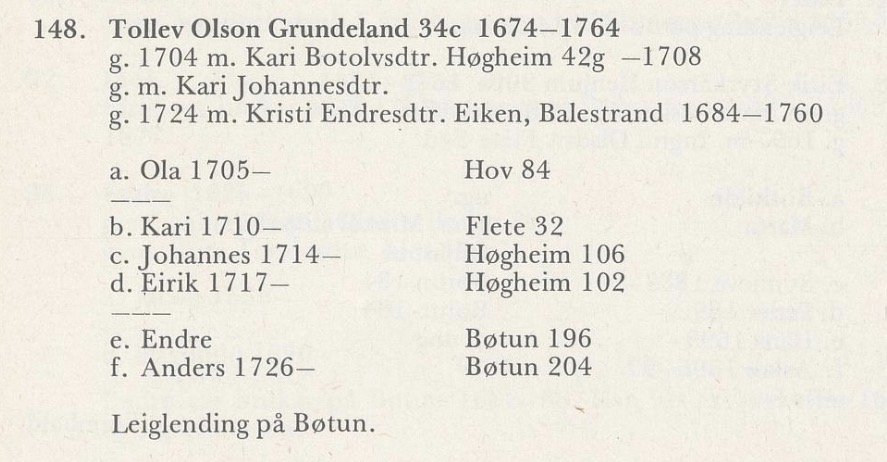 148. Tollev Olson Grundeland 34c 1674—1764
g. 1704 m. Kari Botolvsdtr. Høgheim 42g —1708
g. m. Kari Johannesdtr.
g. 1724 m. Kristi Endresdtr. Eiken, Balestrand 1684—1760
a. Ola 1705— Hov 84
———
b. Kari 1710— Flete 32
c. Johannes 1714— Høgheim 106
d. Eirik 1717— Høgheim 102
———
e. Endre Bøtun 196
f. Anders 1726— Bøtun 204
Leiglending på Bøtun.